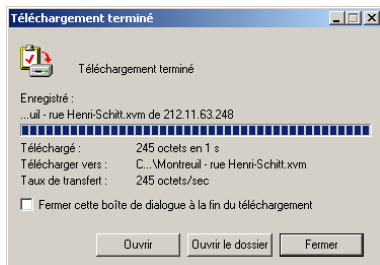 Téléchargement terminé
Téléchargement terminé
Enregistré :
...uil - rue Henri-Schitt.xvm de 212.11.63.248
Téléchargé : 245 octets en 1 s
Télécharger vers : C...\Montreuil - rue Henri-Schitt.xvm
Taux de transfert : 245 octets/sec
Fermer cette boîte de dialogue à la fin du téléchargement
Ouvrir Ouvrir le dossier Fermer